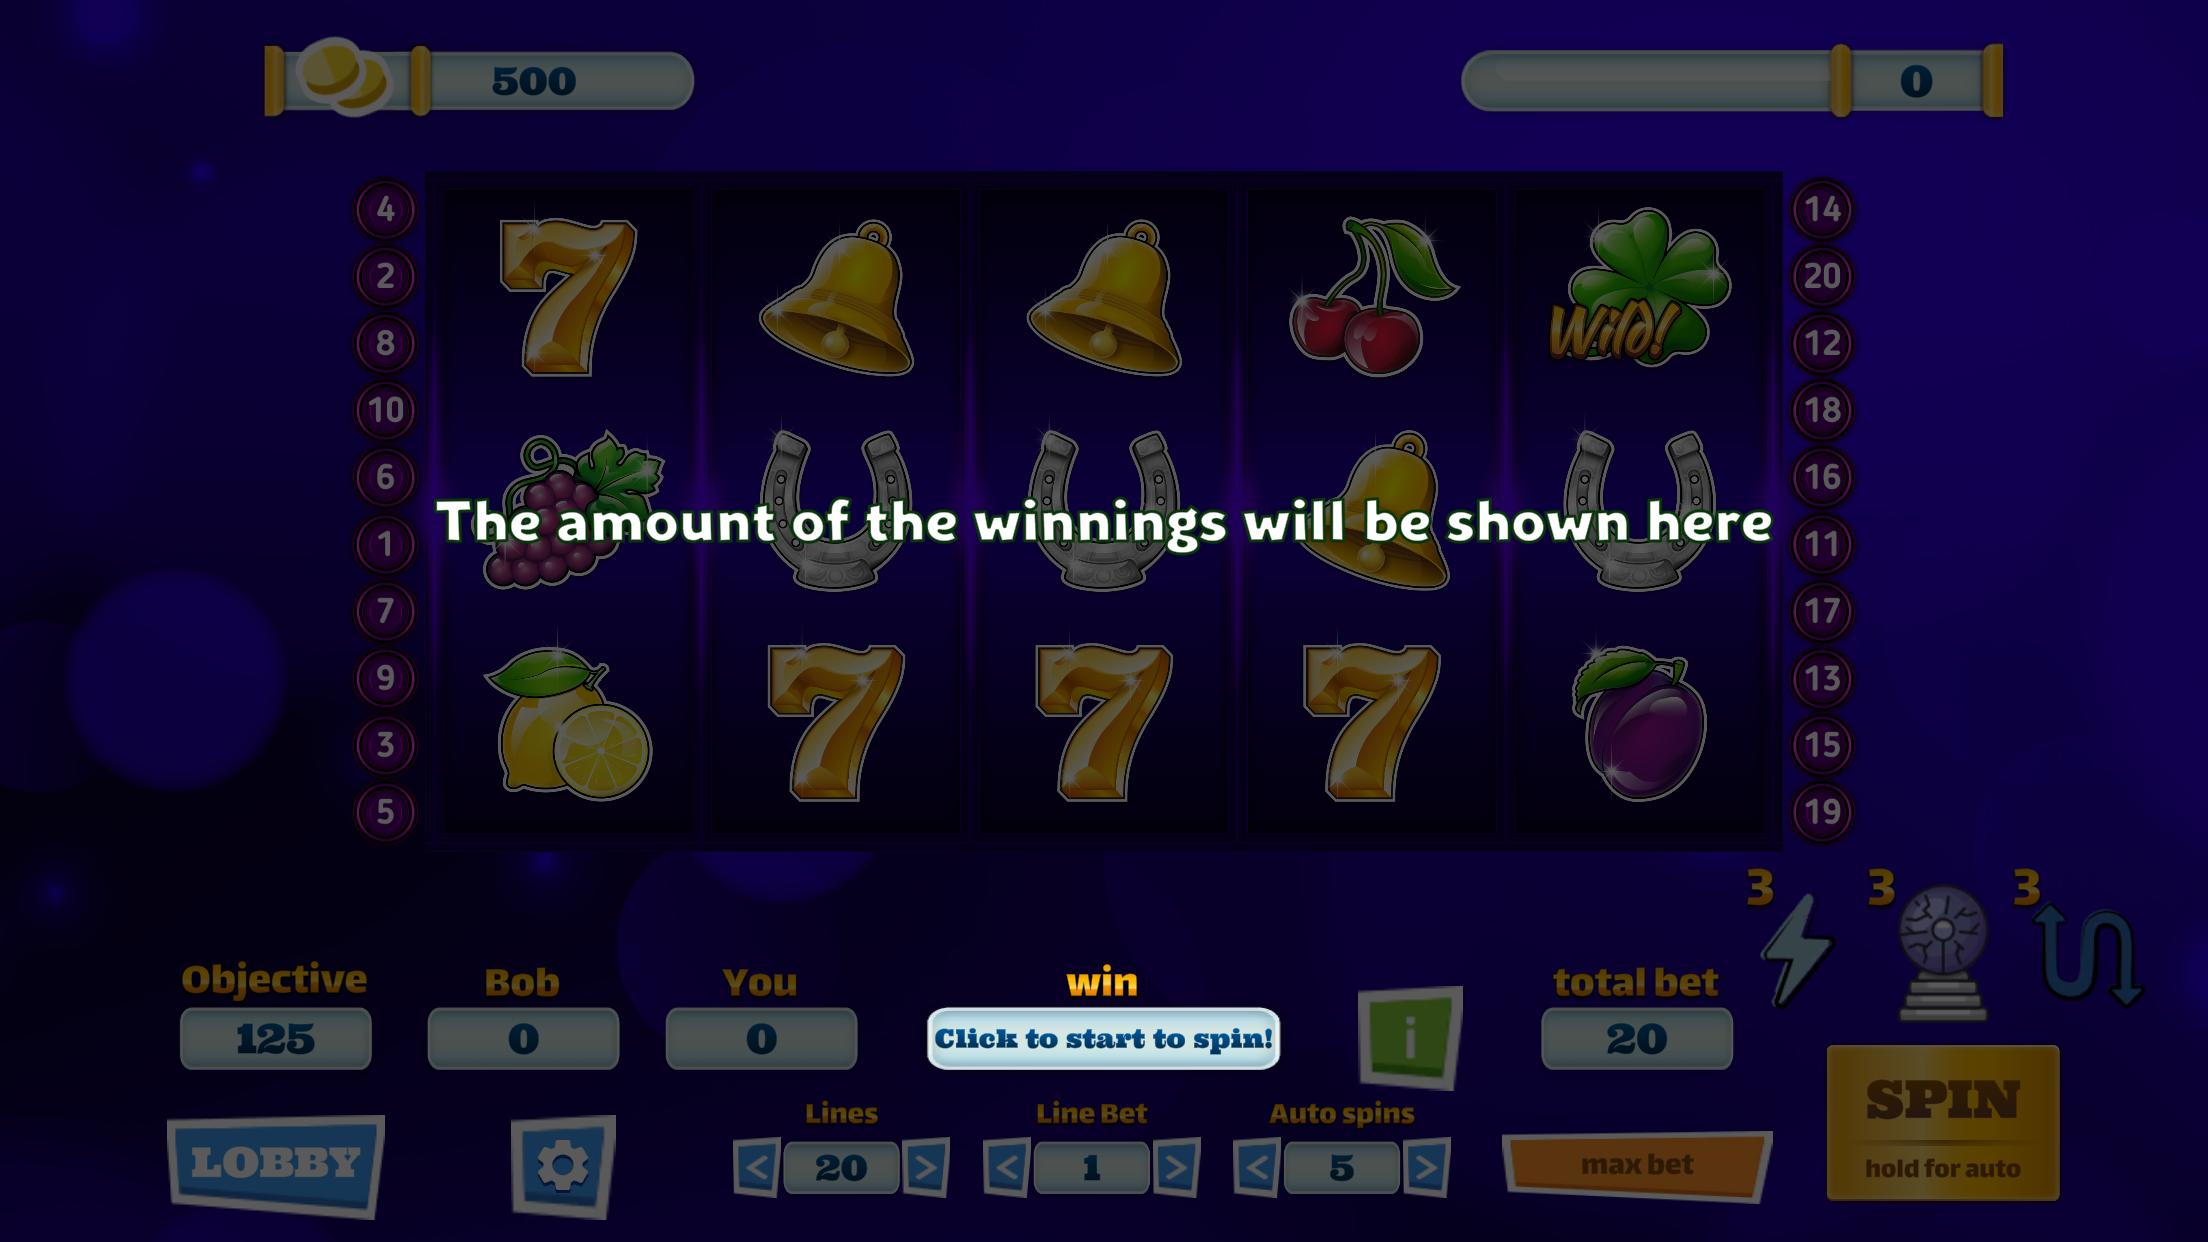 500
0
4
14
2
20
8
12
Wild!
10
18
6
16
The amount of the winnings will be shown here
1
11
7
17
9
13
3
15
5
19
3
3
3
Objective
Bob
You
win
total bet
125
0
0
Click to start to spin!
i
20
SPIN
hold for auto
Lines
Line Bet
Auto spins
LOBBY
< 20 >
< 1 >
< 5 >
max bet